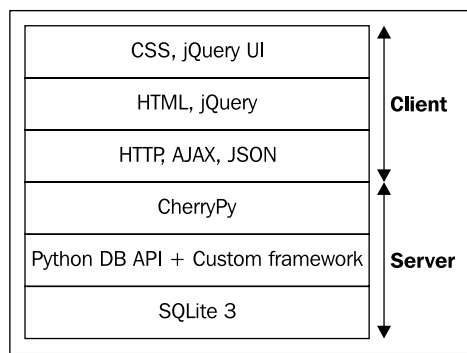 CSS, jQuery UI
HTML, jQuery
Client
HTTP, AJAX, JSON
CherryPy
Python DB API + Custom framework
Server
SQLite 3